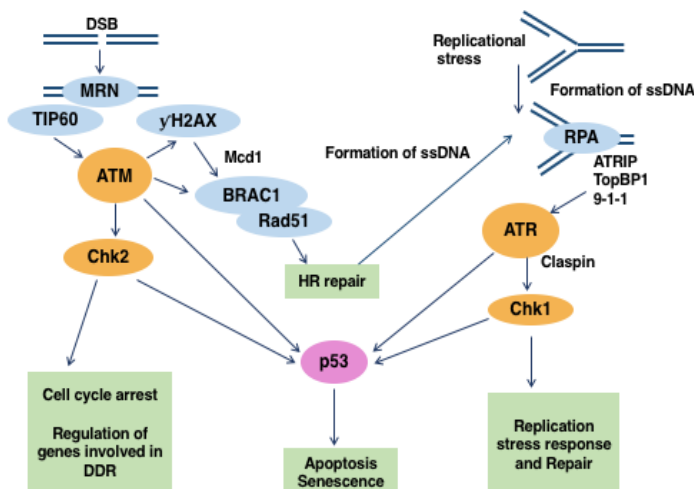 DSB
MRN
TIP60
γH2AX
ATM
Mcd1
BRAC1
Rad51
Chk2
HR repair
Formation of ssDNA
Replicational
stress
Formation of ssDNA
RPA
ATRIP
TopBP1
9-1-1
ATR
Claspin
Chk1
p53
Cell cycle arrest
Regulation of
genes involved in
DDR
Apoptosis
Senescence
Replication
stress response
and Repair